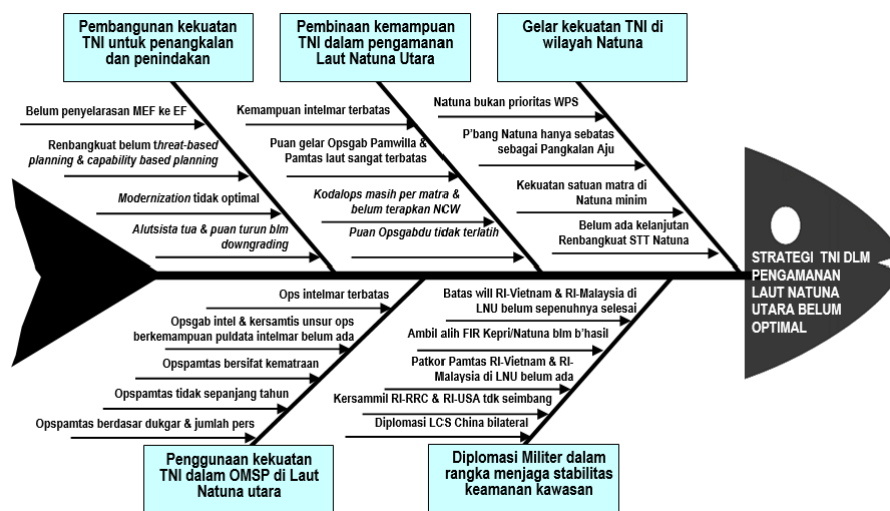 Pembangunan kekuatan
TNI untuk penangkalan
dan penindakan
Pembinaan kemampuan
TNI dalam pengamanan
Laut Natuna Utara
Gelar kekuatan TNI di
wilayah Natuna
Belum penyelarasan MEF ke EF
Renbangkuat belum threat-based
planning & capability based planning
Modernization tidak optimal
Alutsista tua & puan turun blm
downgrading
Kemampuan intelmar terbatas
Puan gelar Opsgab Pamwilla &
Pamtas laut sangat terbatas
Kodalops masih per matra &
belum terapkan NCW
Puan Opsgabdu tidak terlatih
Natuna bukan prioritas WPS
P'bang Natuna hanya sebatas
sebagai Pangkalan Aju
Kekuatan satuan matra di
Natuna minim
Belum ada kelanjutan
Renbangkuat STT Natuna
STRATEGI TNI DLM
PENGAMANAN
LAUT NATUNA
UTARA BELUM
OPTIMAL
Ops intelmar terbatas
Opsgab intel & kersamtis unsur ops
berkemampuan puldata intelmar belum ada
Opspamtas bersifat kematraan
Opspamtas tidak sepanjang tahun
Opspamtas berdasar dukgar & jumlah pers
Batas will RI-Vietnam & RI-Malaysia di
LNU belum sepenuhnya selesai
Ambil alih FIR Kepri/Natuna blm b'hasil
Patkor Pamtas RI-Vietnam & RI-
Malaysia di LNU belum ada
Kersammil RI-RRC & RI-USA tdk seimbang
Diplomasi LCS China bilateral
Penggunaan kekuatan
TNI dalam OMSP di Laut
Natuna utara
Diplomasi Militer dalam
rangka menjaga stabilitas
keamanan kawasan